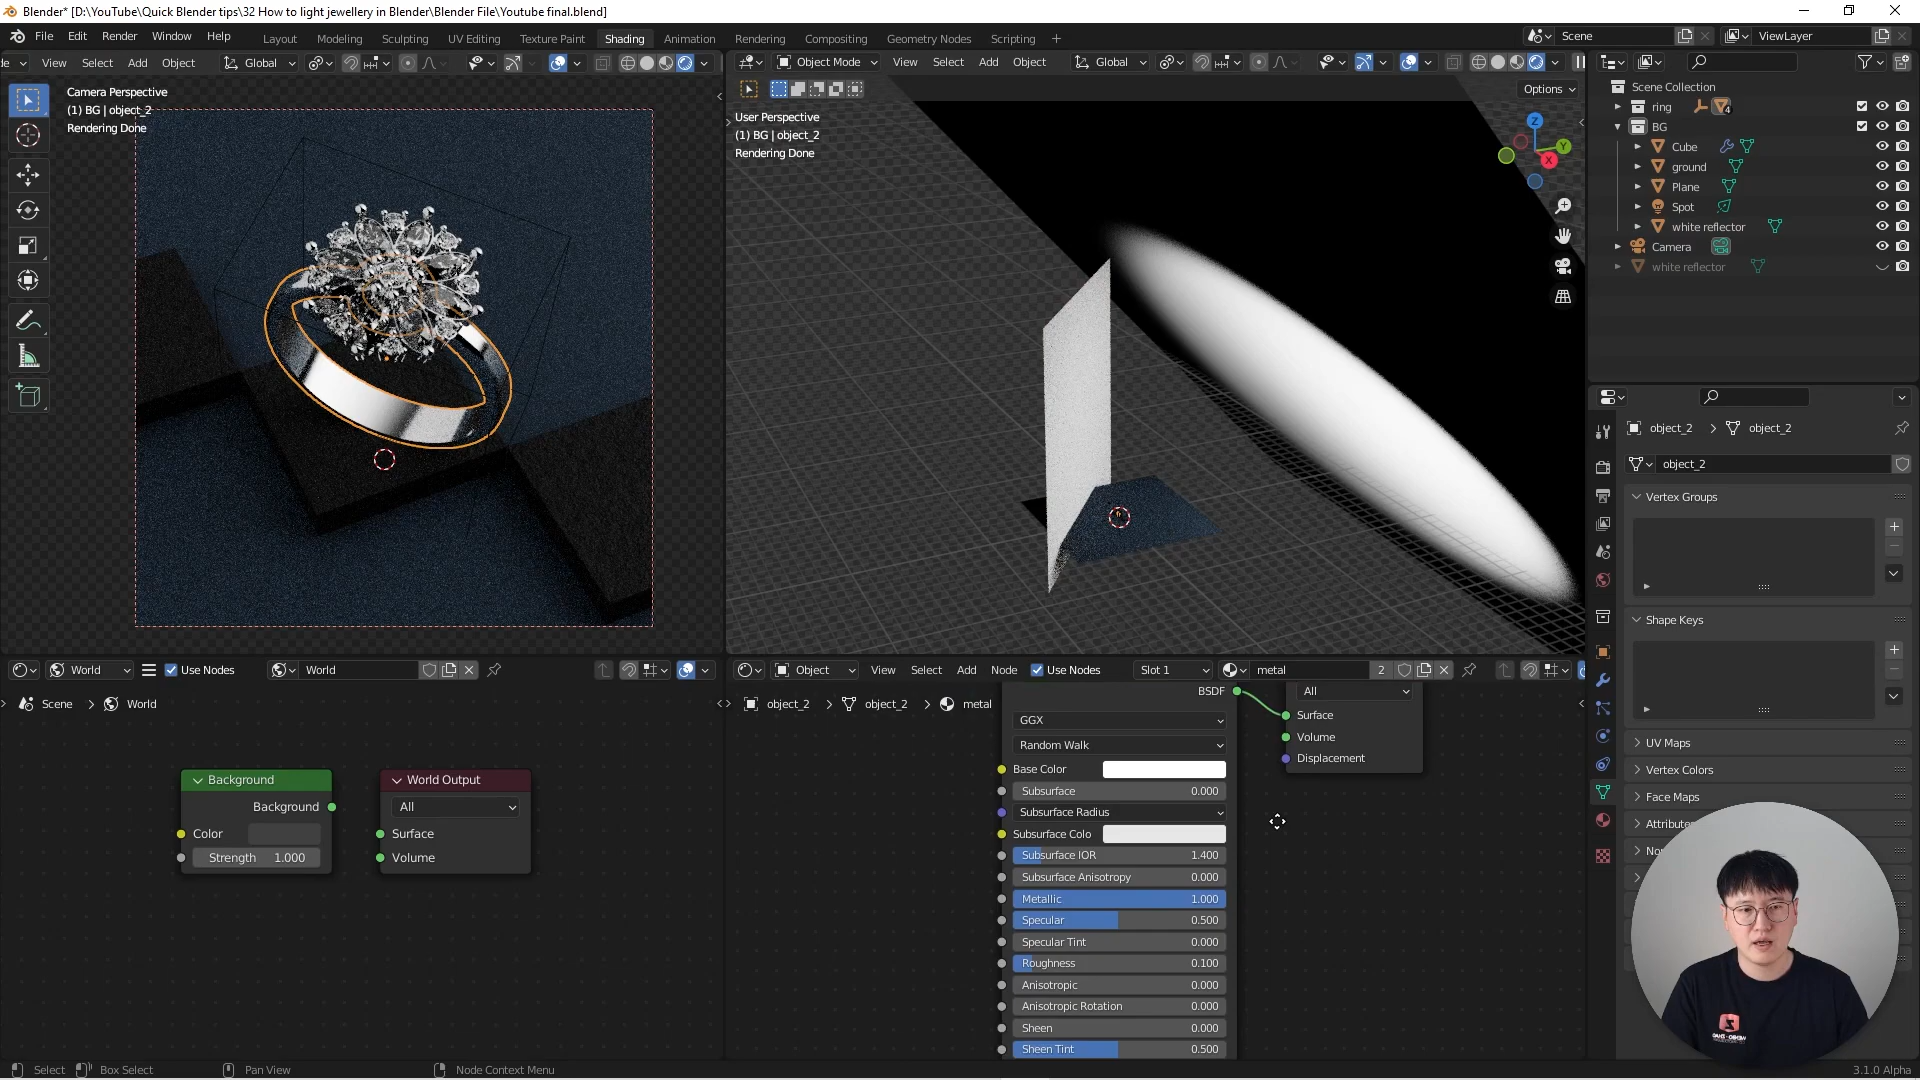 Blender* [D:\YouTube\Quick Blender tips\32 How to light jewellery in Blender\Blender File\Youtube final.blend]
File Edit Render Window Help Layout Modeling Sculpting UV Editing Texture Paint Shading Animation Rendering Compositing Geometry Nodes Scripting + Scene ViewLayer
de View Select Add Object Global Object Mode View Select Add Object Global
Options
Camera Perspective
(1) BG | object_2
Rendering Done
User Perspective
(1) BG | object_2
Rendering Done
Z
Y
X
Scene Collection
ring 4
BG
Cube
ground
Plane
Spot
white reflector
Camera
white reflector
object_2 > object_2
object_2
Vertex Groups
Shape Keys
UV Maps
Vertex Colors
Face Maps
World Use Nodes World
Scene > World
Background
Background
Color
Strength 1.000
World Output
All
Surface
Volume
Object View Select Add Node Use Nodes Slot 1 metal 2
object_2 > object_2 > metal
BSDF
GGX
Random Walk
Base Color
Subsurface 0.000
Subsurface Radius
Subsurface Colo
Subsurface IOR 1.400
Subsurface Anisotropy 0.000
Metallic 1.000
Specular 0.500
Specular Tint 0.000
Roughness 0.100
Anisotropic 0.000
Anisotropic Rotation 0.000
Sheen 0.000
Sheen Tint 0.500
All
Surface
Volume
Displacement
Select Box Select Pan View Node Context Menu 3.1.0 Alpha